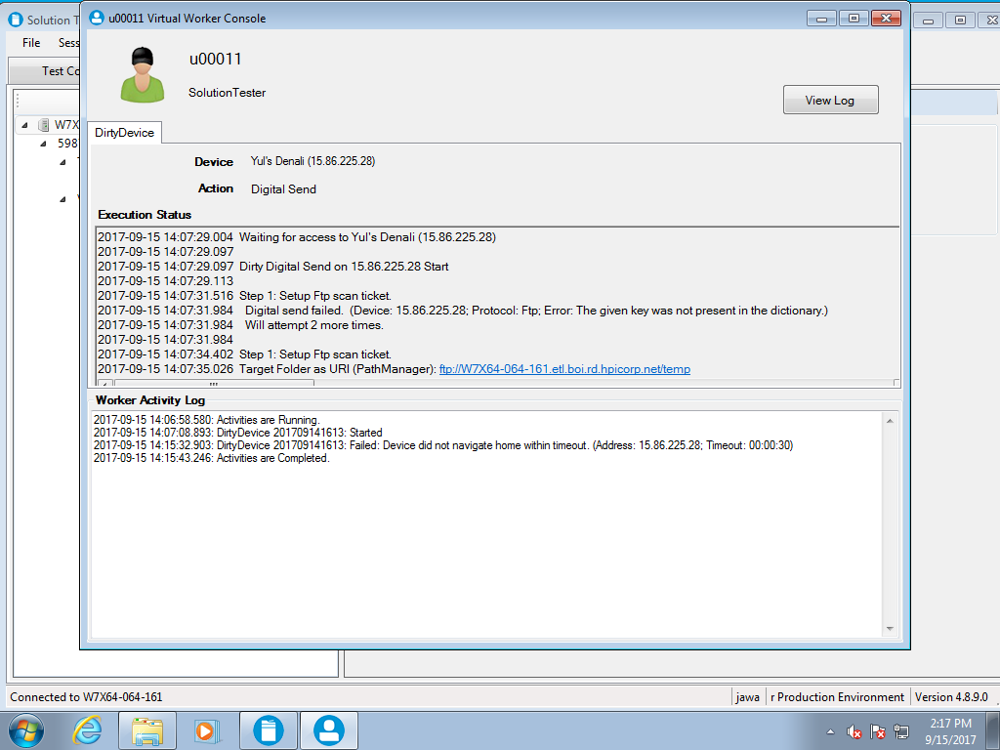 Solution T
u00011 Virtual Worker Console
File
Sess
Test Co
u00011
SolutionTester
View Log
W7X
598
DirtyDevice
Device Yul's Denali (15.86.225.28)
Action Digital Send
Execution Status
2017-09-15 14:07:29.004 Waiting for access to Yul's Denali (15.86.225.28)
2017-09-15 14:07:29.097
2017-09-15 14:07:29.097 Dirty Digital Send on 15.86.225.28 Start
2017-09-15 14:07:29.113
2017-09-15 14:07:31.516 Step 1: Setup Ftp scan ticket.
2017-09-15 14:07:31.984 Digital send failed. (Device: 15.86.225.28; Protocol: Ftp; Error: The given key was not present in the dictionary.)
2017-09-15 14:07:31.984 Will attempt 2 more times.
2017-09-15 14:07:31.984
2017-09-15 14:07:34.402 Step 1: Setup Ftp scan ticket.
2017-09-15 14:07:35.026 Target Folder as URI (PathManager): ftp://W7X64-064-161.etl.boi.rd.hpicorp.net/temp
Worker Activity Log
2017-09-15 14:06:58.580: Activities are Running.
2017-09-15 14:07:08.893: DirtyDevice 201709141613: Started
2017-09-15 14:15:32.903: DirtyDevice 201709141613: Failed: Device did not navigate home within timeout. (Address: 15.86.225.28; Timeout: 00:00:30)
2017-09-15 14:15:43.246: Activities are Completed.
Connected to W7X64-064-161
jawa
r Production Environment
Version 4.8.9.0
2:17 PM
9/15/2017